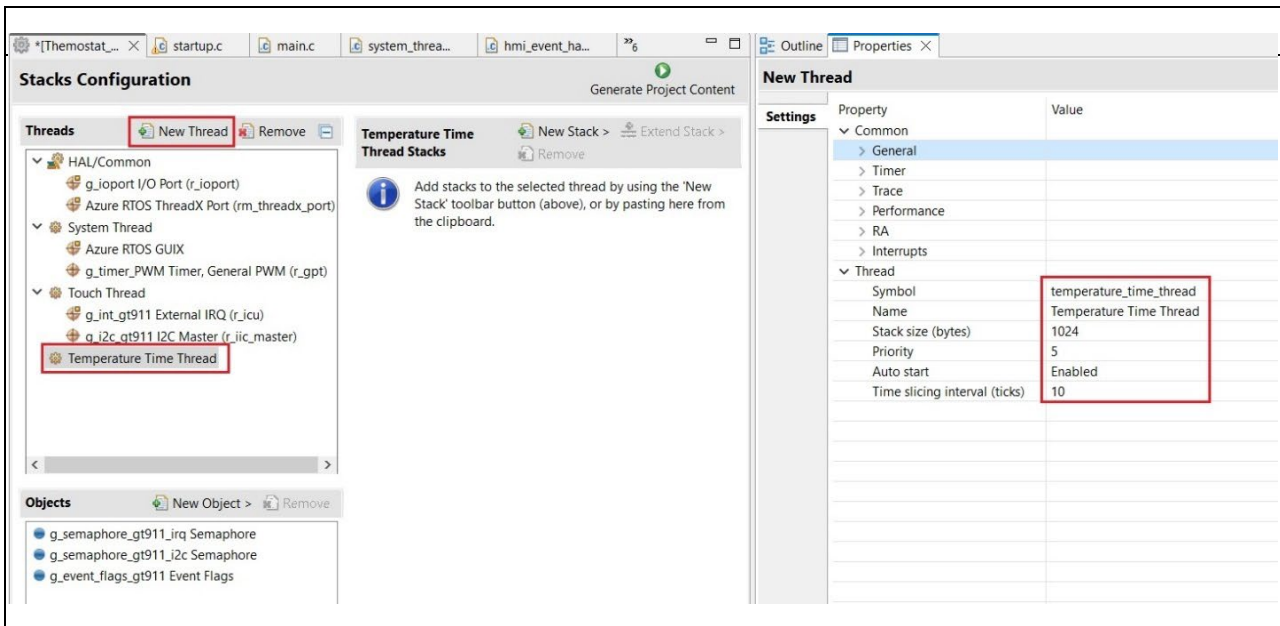 *[Themostat_... startup.c main.c system_threa... hmi_event_ha... »6
Stacks Configuration
Generate Project Content
Threads New Thread Remove
HAL/Common
g_ioport I/O Port (r_ioport)
Azure RTOS ThreadX Port (rm_threadx_port)
System Thread
Azure RTOS GUIX
g_timer_PWM Timer, General PWM (r_gpt)
Touch Thread
g_int_gt911 External IRQ (r_icu)
g_i2c_gt911 I2C Master (r_iic_master)
Temperature Time Thread
Temperature Time
Thread Stacks
New Stack > Extend Stack >
Remove
Add stacks to the selected thread by using the 'New
Stack' toolbar button (above), or by pasting here from
the clipboard.
Objects New Object > Remove
g_semaphore_gt911_irq Semaphore
g_semaphore_gt911_i2c Semaphore
g_event_flags_gt911 Event Flags
Outline Properties
New Thread
Settings
Property Value
Common
General
Timer
Trace
Performance
RA
Interrupts
Thread
Symbol temperature_time_thread
Name Temperature Time Thread
Stack size (bytes) 1024
Priority 5
Auto start Enabled
Time slicing interval (ticks) 10